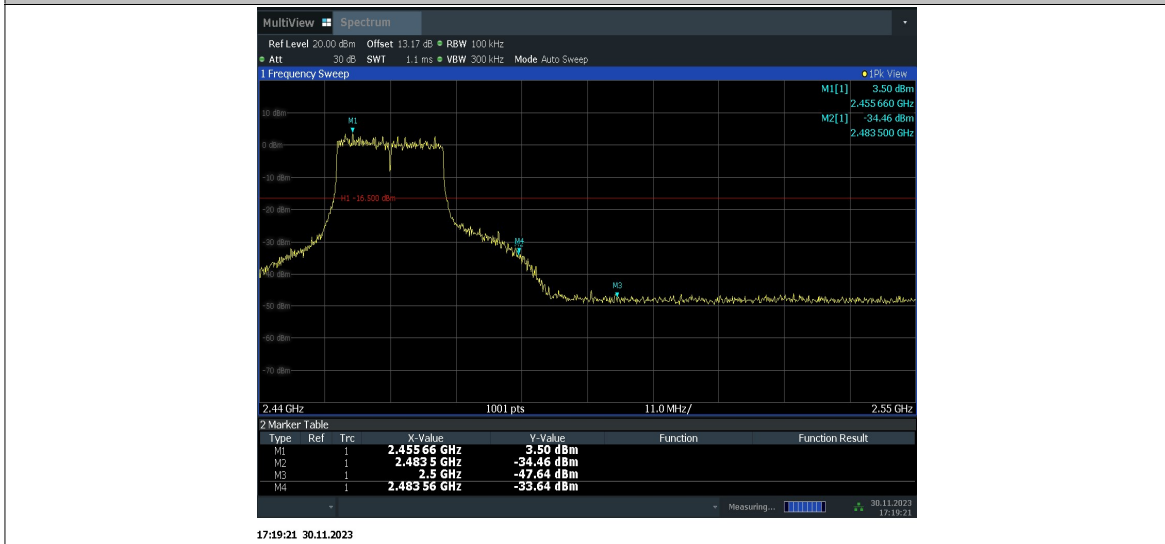 MultiView Spectrum
Ref Level 20.00 dBm Offset 13.17 dB RBW 100 kHz
Att 30 dB SWT 1.1 ms VBW 300 kHz Mode Auto Sweep
1 Frequency Sweep 1Pk View
M1[1] 3.50 dBm
2.455 660 GHz
10 dBm
M2[1] -34.46 dBm
M1
2.483 500 GHz
0 dBm
-10 dBm
H1 -16.500 dBm
-20 dBm
-30 dBm
M4
-40 dBm
M3
-50 dBm
-60 dBm
-70 dBm
2.44 GHz 1001 pts 11.0 MHz/ 2.55 GHz
2 Marker Table
Type Ref Trc X-Value Y-Value Function Function Result
M1 1 2.455 66 GHz 3.50 dBm
M2 1 2.483 5 GHz -34.46 dBm
M3 1 2.5 GHz -47.64 dBm
M4 1 2.483 56 GHz -33.64 dBm
Measuring... 30.11.2023
17:19:21
17:19:21 30.11.2023